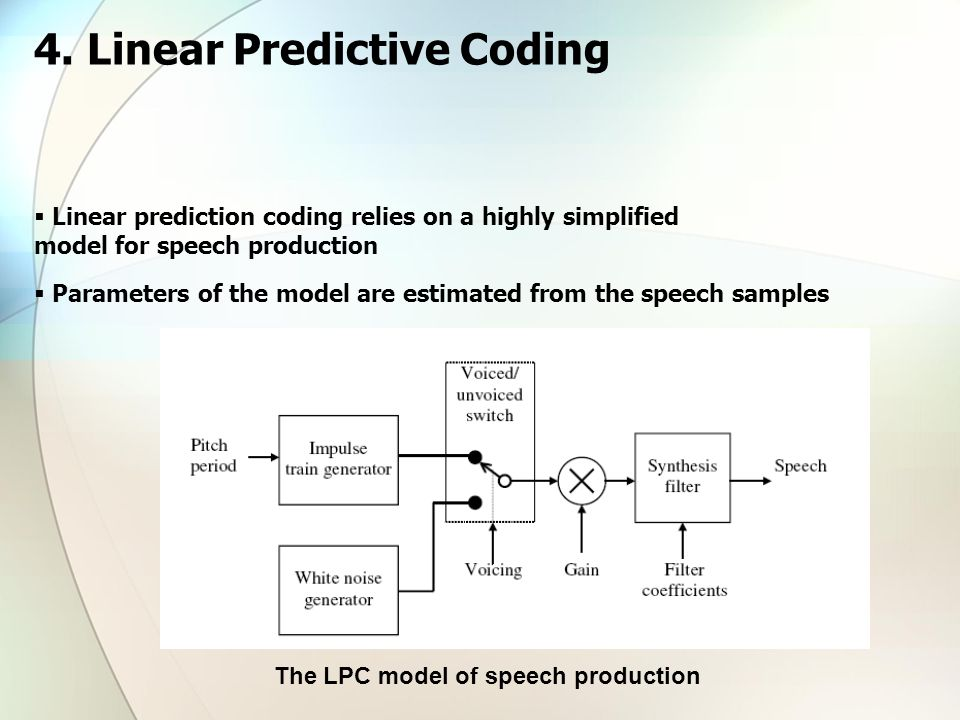 4. Linear Predictive Coding
▪ Linear prediction coding relies on a highly simplified
model for speech production
▪ Parameters of the model are estimated from the speech samples
Voiced/
unvoiced
switch
Pitch
period
Impulse
train generator
Synthesis
filter
Speech
White noise
generator
Voicing
Gain
Filter
coefficients
The LPC model of speech production